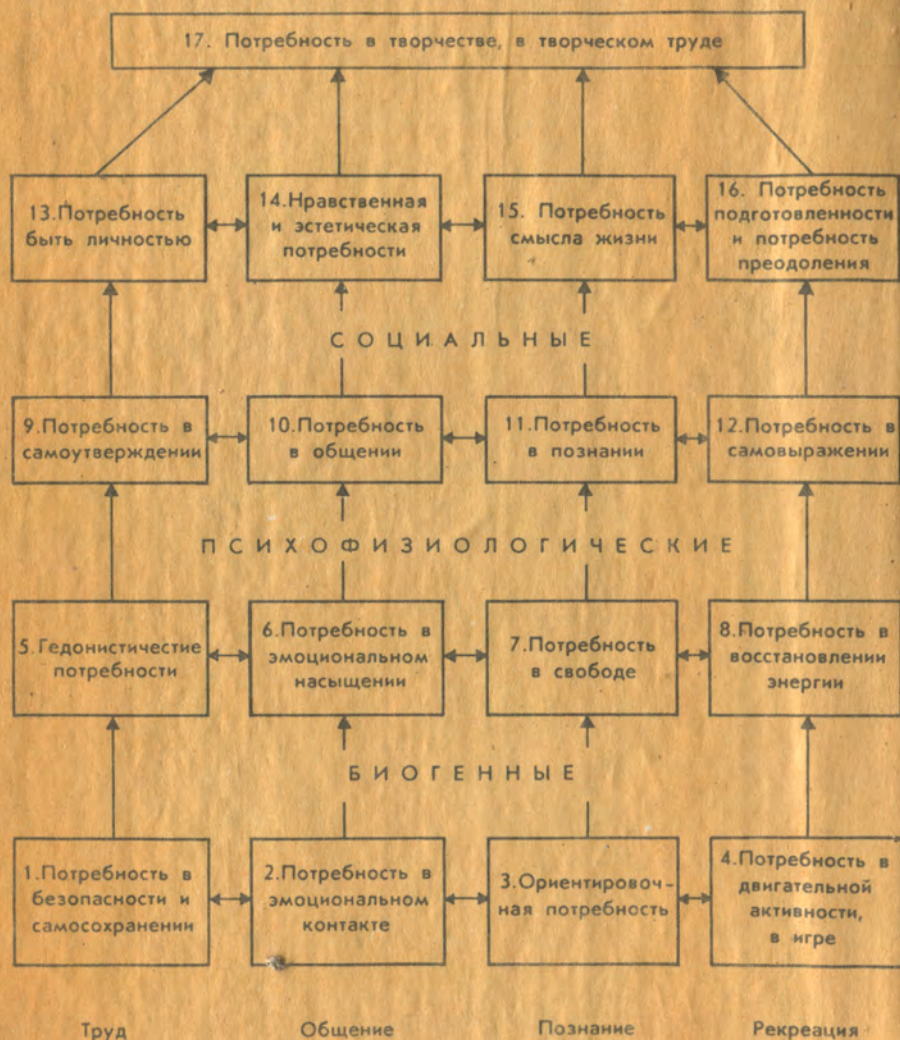 17. Потребность в творчестве, в творческом труде
13.Потребность
быть личностью
14.Нравственная
и эстетическая
потребности
15. Потребность
смысла жизни
16. Потребность
подготовленности
и потребность
преодоления
СОЦИАЛЬНЫЕ
9.Потребность в
самоутверждении
10.Потребность
в общении
11.Потребность
в познании
12.Потребность в
самовыражении
ПСИХОФИЗИОЛОГИЧЕСКИЕ
5.Гедонистичестие
потребности
6.Потребность в
эмоциональном
насыщении
7.Потребность
в свободе
8.Потребность в
восстановлении
энергии
БИОГЕННЫЕ
1.Потребность в
безопасности и
самосохранении
2.Потребность в
эмоциональном
контакте
3.Ориентировоч-
ная потребность
4.Потребность в
двигательной
активности,
в игре
Труд
Общение
Познание
Рекреация